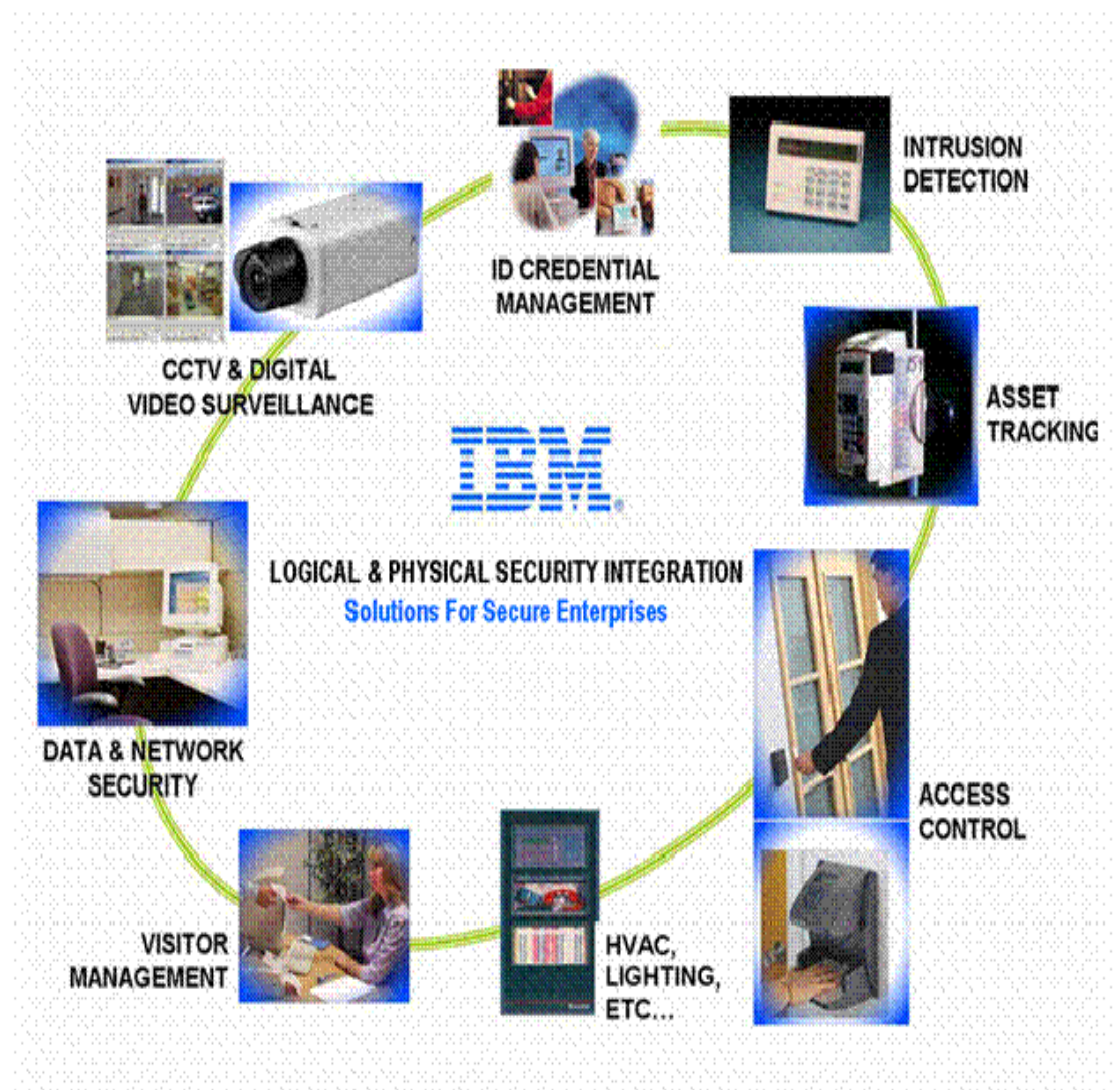 ID CREDENTIAL
MANAGEMENT
INTRUSION
DETECTION
ASSET
TRACKING
ACCESS
CONTROL
HVAC,
LIGHTING,
ETC...
VISITOR
MANAGEMENT
DATA & NETWORK
SECURITY
CCTV & DIGITAL
VIDEO SURVEILLANCE
IBM®
LOGICAL & PHYSICAL SECURITY INTEGRATION
Solutions For Secure Enterprises